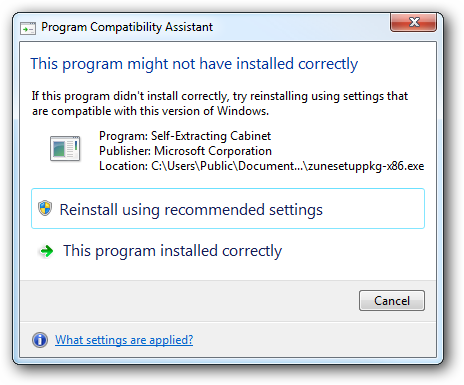 Program Compatibility Assistant
This program might not have installed correctly
If this program didn't install correctly, try reinstalling using settings that
are compatible with this version of Windows.
Program: Self-Extracting Cabinet
Publisher: Microsoft Corporation
Location: C:\Users\Public\Document...\zunesetuppkg-x86.exe
Reinstall using recommended settings
This program installed correctly
Cancel
What settings are applied?